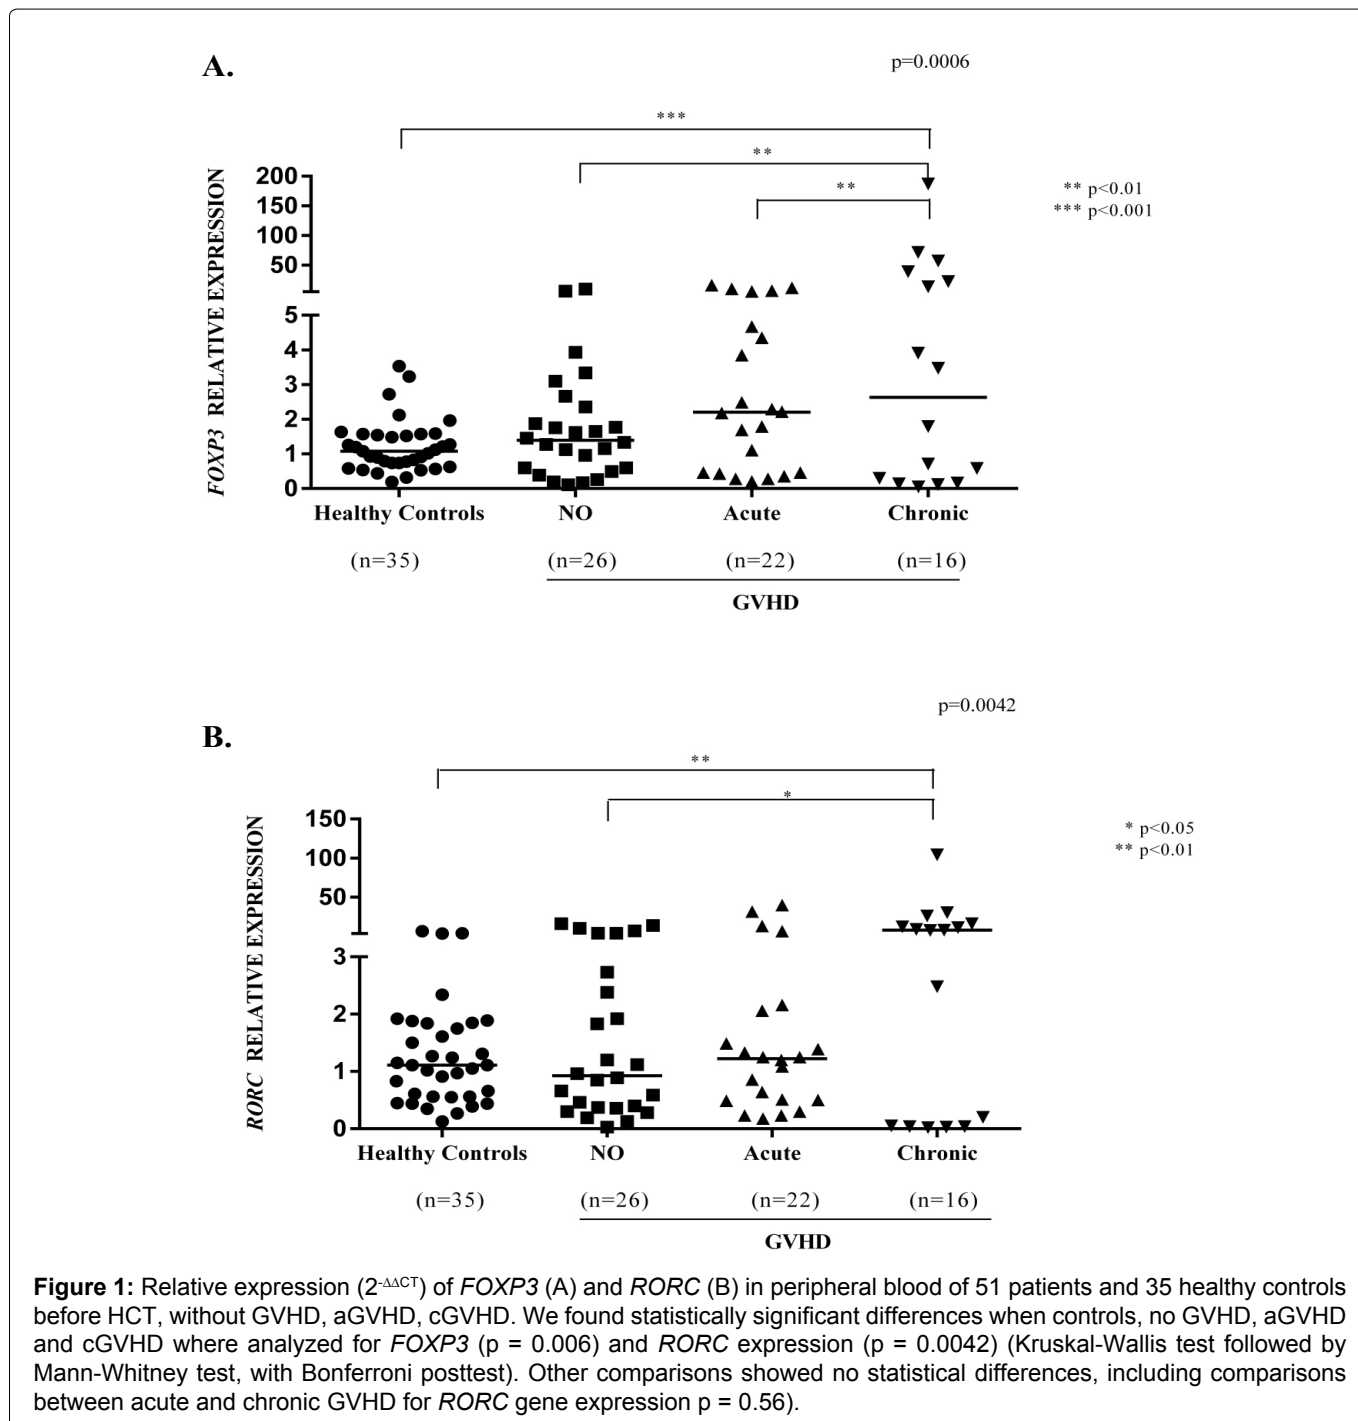 A.
p=0.0006
***
**
**
** p<0.01
*** p<0.001
FOXP3 RELATIVE EXPRESSION
200
150
100
50
5
4
3
2
1
0
Healthy Controls NO Acute Chronic
(n=35) (n=26) (n=22) (n=16)
GVHD
p=0.0042
B.
**
*
* p<0.05
** p<0.01
RORC RELATIVE EXPRESSION
150
100
50
3
2
1
0
Healthy Controls NO Acute Chronic
(n=35) (n=26) (n=22) (n=16)
GVHD
Figure 1: Relative expression (2-ΔΔCT) of FOXP3 (A) and RORC (B) in peripheral blood of 51 patients and 35 healthy controls
before HCT, without GVHD, aGVHD, cGVHD. We found statistically significant differences when controls, no GVHD, aGVHD
and cGVHD where analyzed for FOXP3 (p = 0.006) and RORC expression (p = 0.0042) (Kruskal-Wallis test followed by
Mann-Whitney test, with Bonferroni posttest). Other comparisons showed no statistical differences, including comparisons
between acute and chronic GVHD for RORC gene expression p = 0.56).